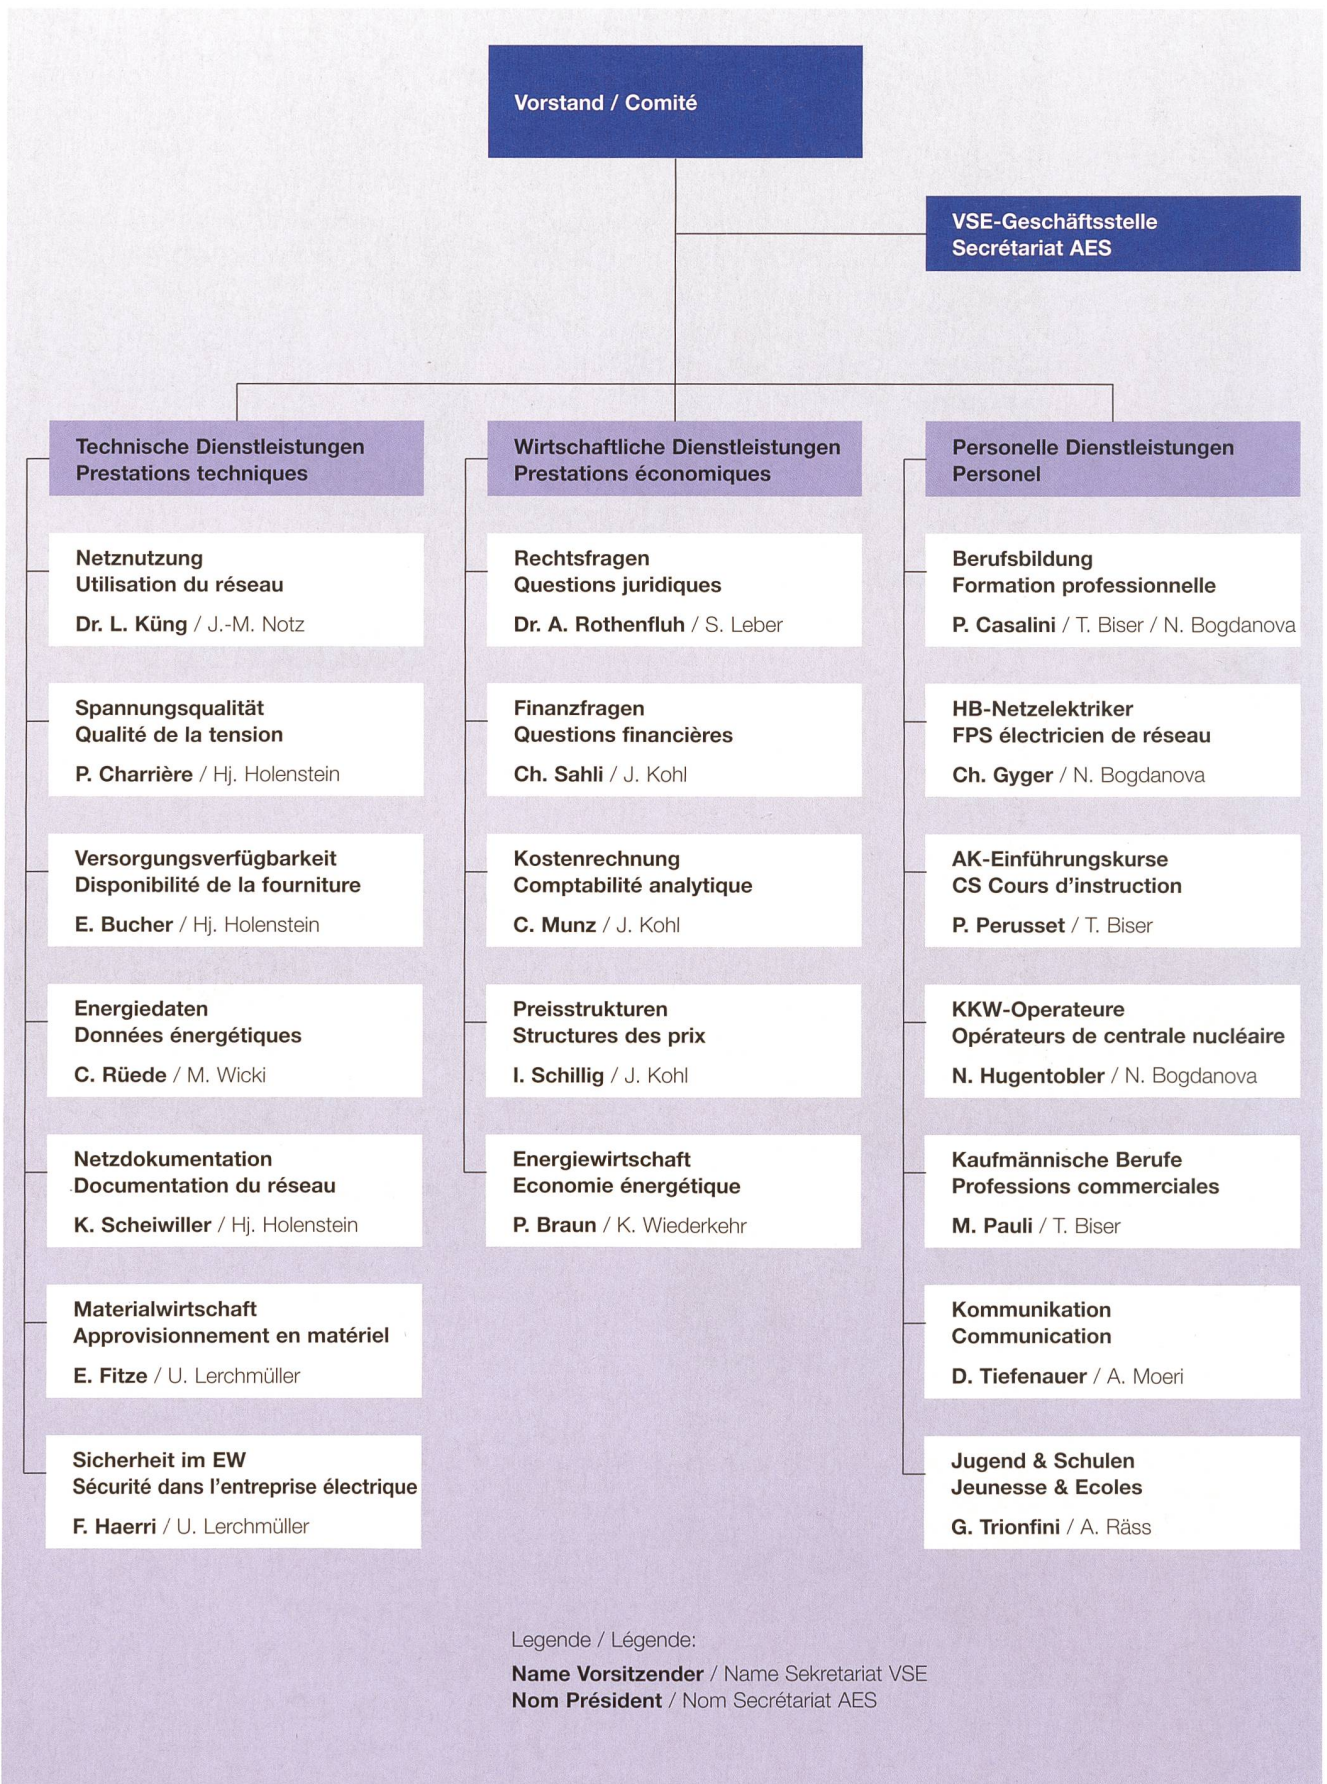 Vorstand / Comité
VSE-Geschäftsstelle
Secrétariat AES
Technische Dienstleistungen
Prestations techniques
Netznutzung
Utilisation du réseau
Dr. L. Küng / J.-M. Notz
Spannungsqualität
Qualité de la tension
P. Charrière / Hj. Holenstein
Versorgungsverfügbarkeit
Disponibilité de la fourniture
E. Bucher / Hj. Holenstein
Energiedaten
Données énergétiques
C. Rüede / M. Wicki
Netzdokumentation
Documentation du réseau
K. Scheiwiller / Hj. Holenstein
Materialwirtschaft
Approvisionnement en matériel
E. Fitze / U. Lerchmüller
Sicherheit im EW
Sécurité dans l'entreprise électrique
F. Haerri / U. Lerchmüller
Wirtschaftliche Dienstleistungen
Prestations économiques
Rechtsfragen
Questions juridiques
Dr. A. Rothenfluh / S. Leber
Finanzfragen
Questions financières
Ch. Sahli / J. Kohl
Kostenrechnung
Comptabilité analytique
C. Munz / J. Kohl
Preisstrukturen
Structures des prix
I. Schillig / J. Kohl
Energiewirtschaft
Economie énergétique
P. Braun / K. Wiederkehr
Personelle Dienstleistungen
Personel
Berufsbildung
Formation professionnelle
P. Casalini / T. Biser / N. Bogdanova
HB-Netzelektriker
FPS électricien de réseau
Ch. Gyger / N. Bogdanova
AK-Einführungskurse
CS Cours d'instruction
P. Perusset / T. Biser
KKW-Operateure
Opérateurs de centrale nucléaire
N. Hugentobler / N. Bogdanova
Kaufmännische Berufe
Professions commerciales
M. Pauli / T. Biser
Kommunikation
Communication
D. Tiefenauer / A. Moeri
Jugend & Schulen
Jeunesse & Ecoles
G. Trionfini / A. Räss
Legende / Légende:
Name Vorsitzender / Name Sekretariat VSE
Nom Président / Nom Secrétariat AES